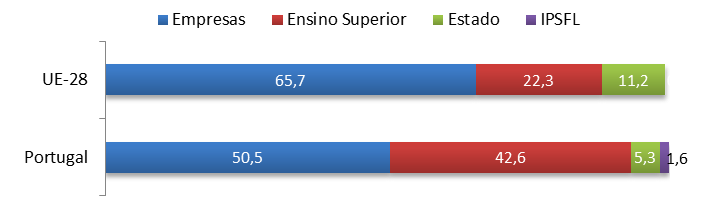 Empresas Ensino Superior Estado IPSFL
UE-28 65,7 22,3 11,2
Portugal 50,5 42,6 5,3 1,6